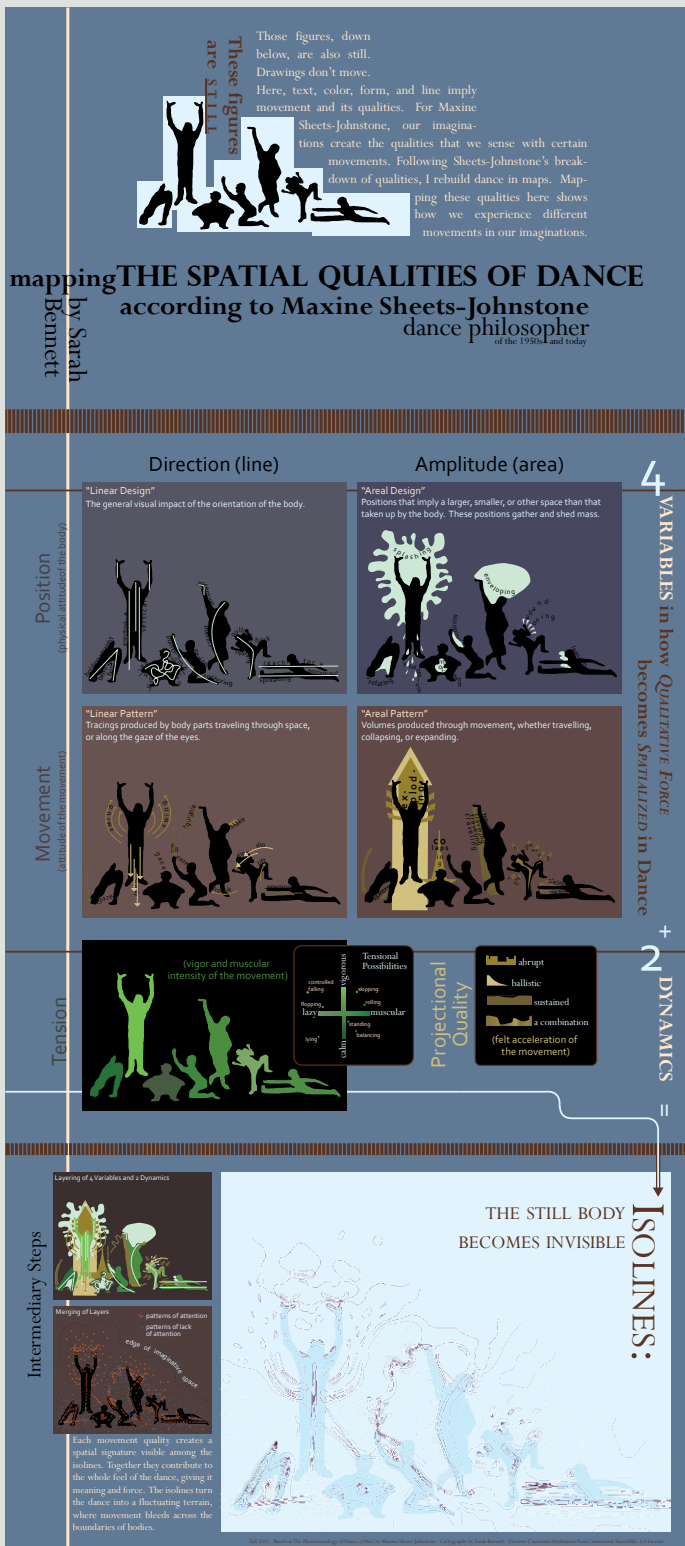 These figures
are STILL
Those figures, down
below, are also still.
Drawings don't move.
Here, text, color, form, and line imply
movement and its qualities. For Maxine
Sheets-Johnstone, our imagina-
tions create the qualities that we sense with certain
movements. Following Sheets-Johnstone's break-
down of qualities, I rebuild dance in maps. Map-
ping these qualities here shows
how we experience different
movements in our imaginations.
mapping THE SPATIAL QUALITIES OF DANCE
according to Maxine Sheets-Johnstone
dance philosopher
of the 1950s and today
by Sarah
Bennett
Direction (line)
Amplitude (area)
4 VARIABLES in how QUALITATIVE FORCE
becomes SPATIALIZED in Dance
Position
(physical attitude of the body)
"Linear Design"
The general visual impact of the orientation of the body.
"Areal Design"
Positions that imply a larger, smaller, or other space than that
taken up by the body. These positions gather and shed mass.
splashing
enveloping
Movement
(attitude of the movement)
"Linear Pattern"
Tracings produced by body parts traveling through space,
or along the gaze of the eyes.
"Areal Pattern"
Volumes produced through movement, whether travelling,
collapsing, or expanding.
+
2 DYNAMICS
=
Tension
(vigor and muscular
intensity of the movement)
Tensional
Possibilities
vigorous
controlled
falling
skipping
flopping
rolling
lazy
muscular
standing
balancing
lying
calm
Projectional
Quality
abrupt
ballistic
sustained
a combination
(felt acceleration of
the movement)
Intermediary Steps
Layering of 4 Variables and 2 Dynamics
Merging of Layers
patterns of attention
patterns of lack
of attention
edge of imaginative space
Each movement quality creates a
spatial signature visible among the
isolines. Together they contribute to
the whole feel of the dance, giving it
meaning and force. The isolines turn
the dance into a fluctuating terrain,
where movement bleeds across the
boundaries of bodies.
ISOLINES:
THE STILL BODY
BECOMES INVISIBLE